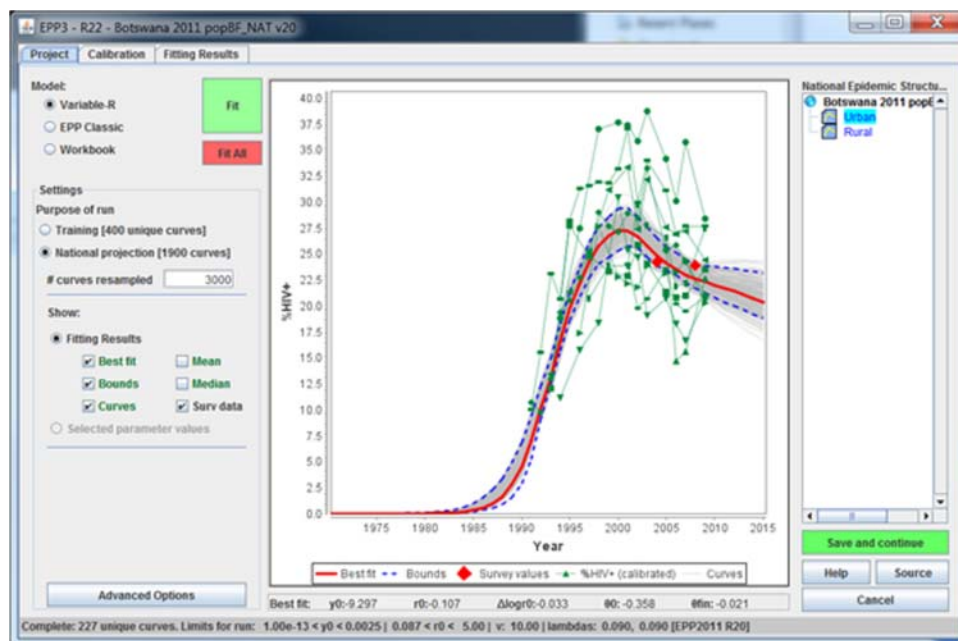 EPP3 - R22 - Botswana 2011 popBF_NAT v20
Project Calibration Fitting Results
Model:
Variable-R
EPP Classic
Workbook
Fit
Fit All
Settings
Purpose of run
Training [400 unique curves]
National projection [1900 curves]
# curves resampled 3000
Show:
Fitting Results
Best fit Mean
Bounds Median
Curves Surv data
Selected parameter values
Advanced Options
%HIV+
40.0
37.5
35.0
32.5
30.0
27.5
25.0
22.5
20.0
17.5
15.0
12.5
10.0
7.5
5.0
2.5
0.0
1975 1980 1985 1990 1995 2000 2005 2010 2015
Year
Best fit Bounds Survey values %HIV+ (calibrated) Curves
Best fit: y0:-9.297 r0:-0.107 Δlogr0:-0.033 θ0: -0.358 θfin: -0.021
National Epidemic Structu...
Botswana 2011 popE
Urban
Rural
Save and continue
Help Source
Cancel
Complete: 227 unique curves. Limits for run: 1.00e-13 < y0 < 0.0025 | 0.087 < r0 < 5.00 | v: 10.00 | lambdas: 0.090, 0.090 [EPP2011 R20]